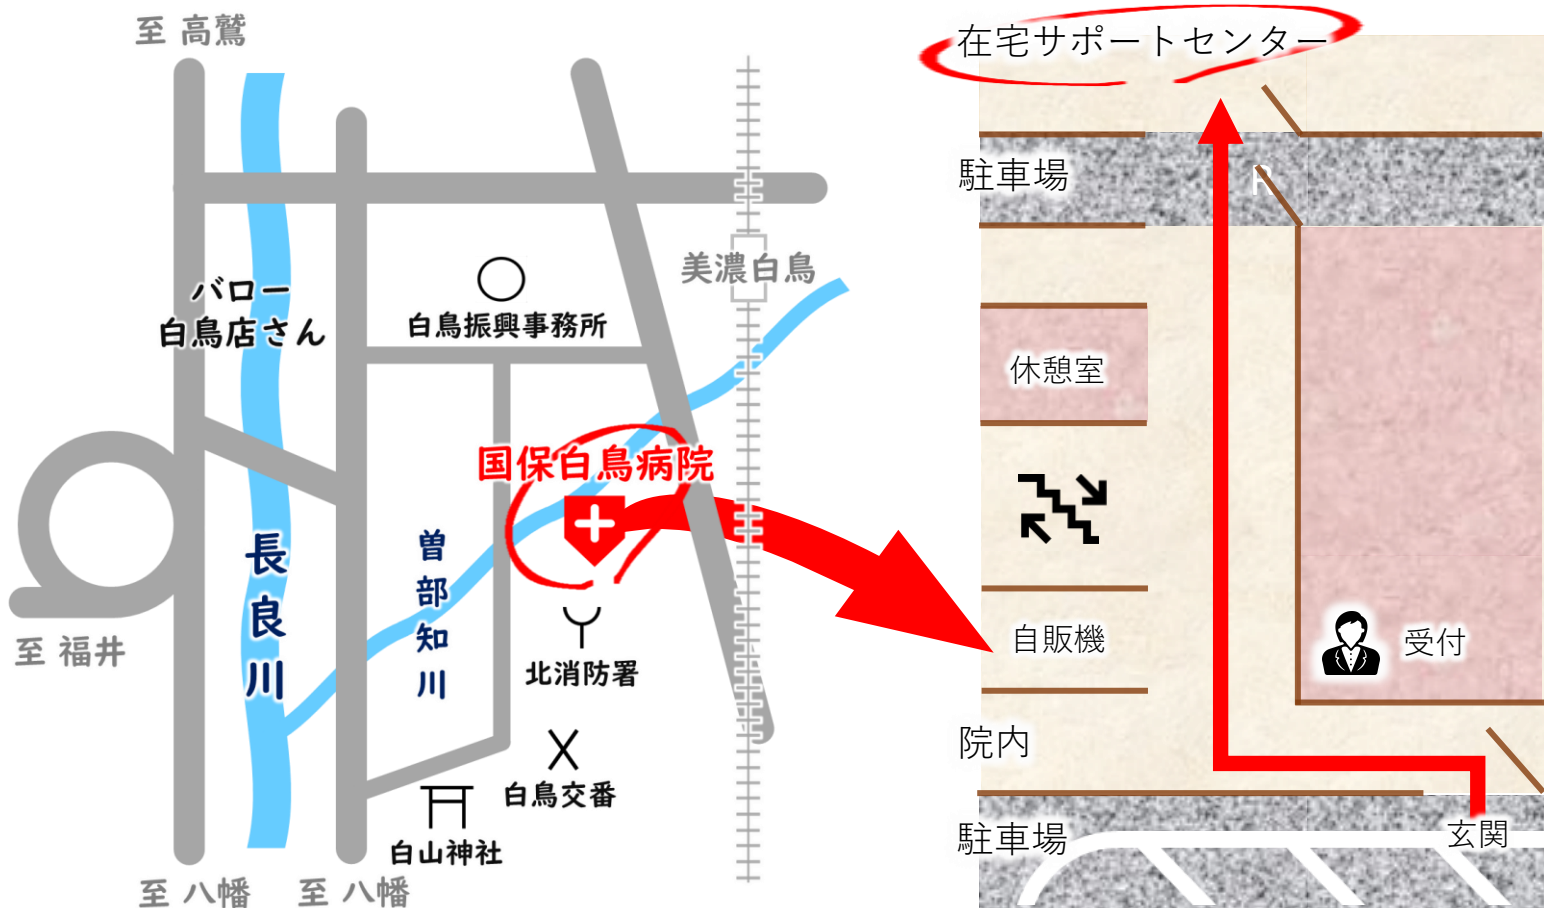 至 高鷲
バロー
白鳥店さん
白鳥振興事務所
美濃白鳥
国保白鳥病院
長良川
曽部知川
至 福井
北消防署
白鳥交番
白山神社
至 八幡
至 八幡
在宅サポートセンター
駐車場
P
休憩室
自販機
受付
院内
駐車場
玄関